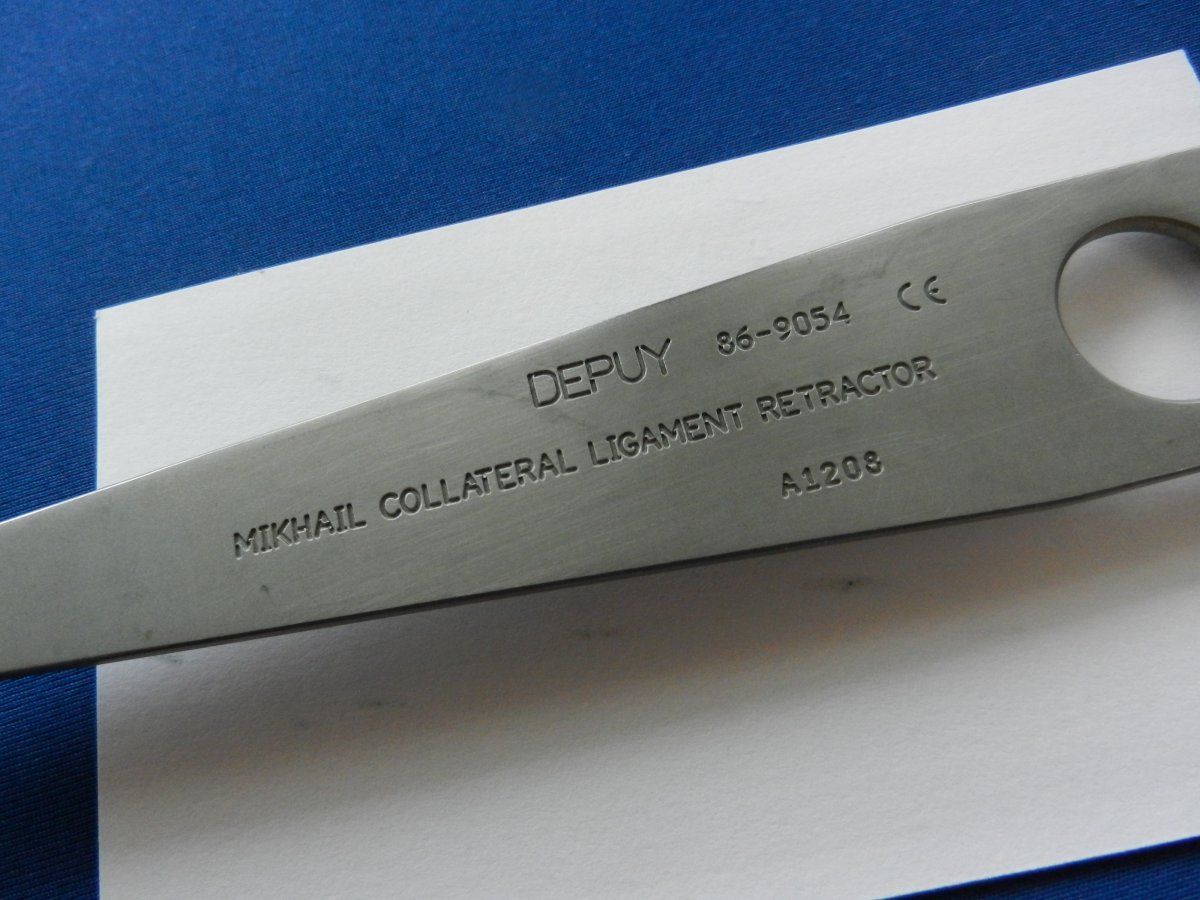 DEPUY 86-9054 CE
MIKHAIL COLLATERAL LIGAMENT RETRACTOR
A1208